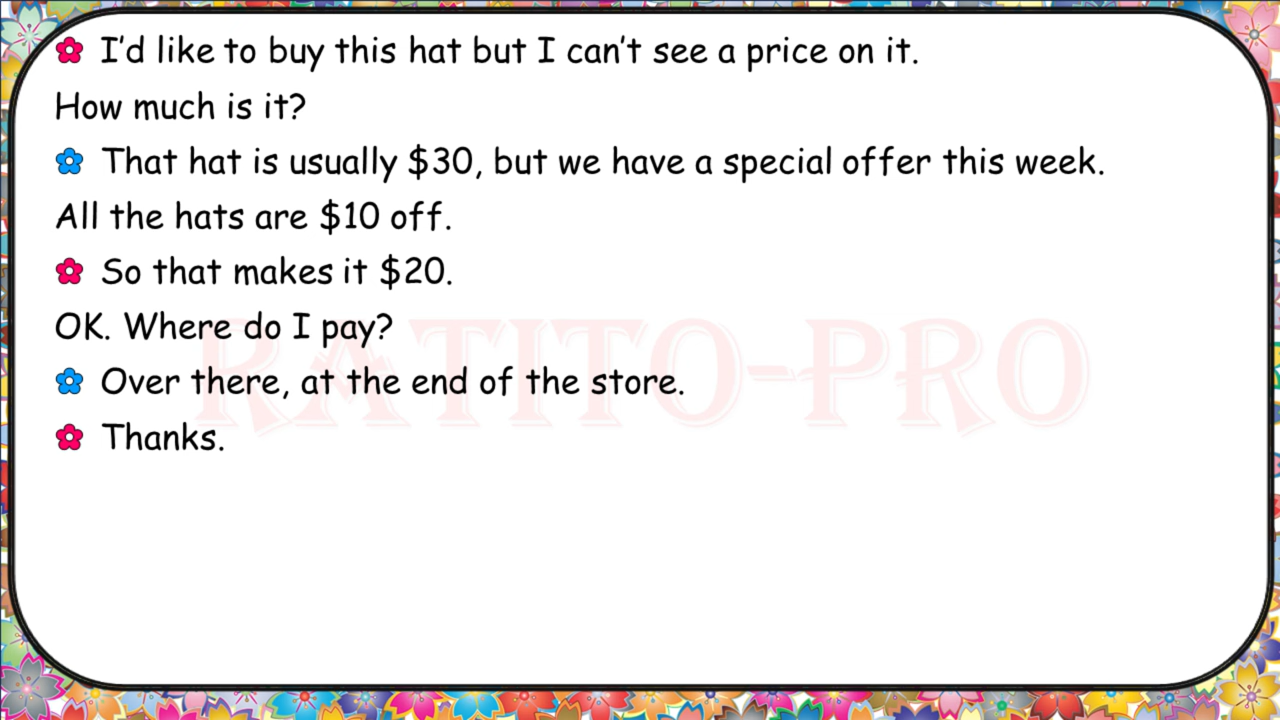 I'd like to buy this hat but I can't see a price on it.
How much is it?
That hat is usually $30, but we have a special offer this week.
All the hats are $10 off.
So that makes it $20.
OK. Where do I pay?
RATITO-PRO
Over there, at the end of the store.
Thanks.